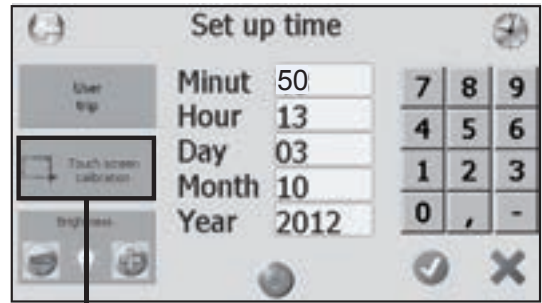 Set up time
User
trip
Touch screen
calibration
Brightness
Minut 50
Hour 13
Day 03
Month 10
Year 2012
7 8 9
4 5 6
1 2 3
0 , -